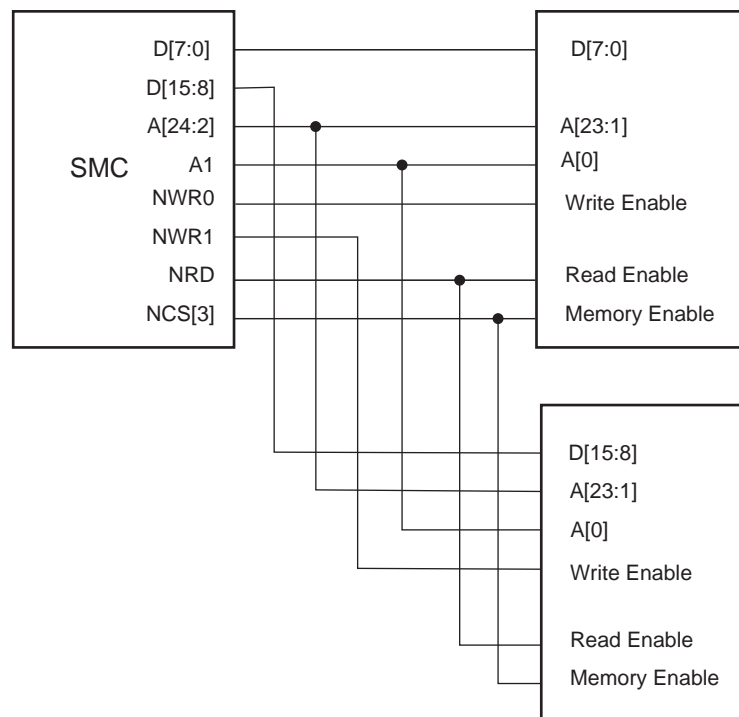 D[7:0]
D[15:8]
A[24:2]
SMC
A1
NWR0
NWR1
NRD
NCS[3]
D[7:0]
A[23:1]
A[0]
Write Enable
Read Enable
Memory Enable
D[15:8]
A[23:1]
A[0]
Write Enable
Read Enable
Memory Enable